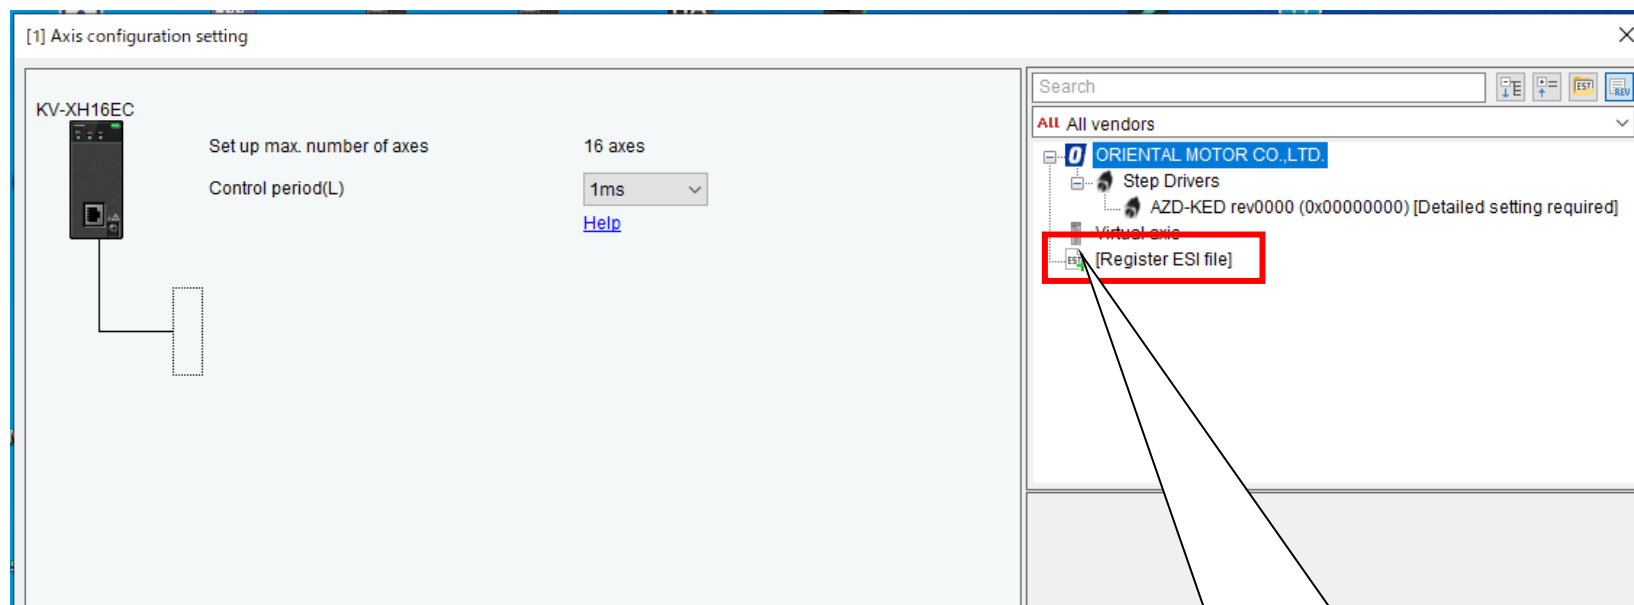 [1] Axis configuration setting
KV-XH16EC
Set up max. number of axes 16 axes
Control period(L) 1ms
Help
Search
EST
REV
ALL All vendors
ORIENTAL MOTOR CO.,LTD.
Step Drivers
AZD-KED rev0000 (0x00000000) [Detailed setting required]
Virtual axis
[Register ESI file]